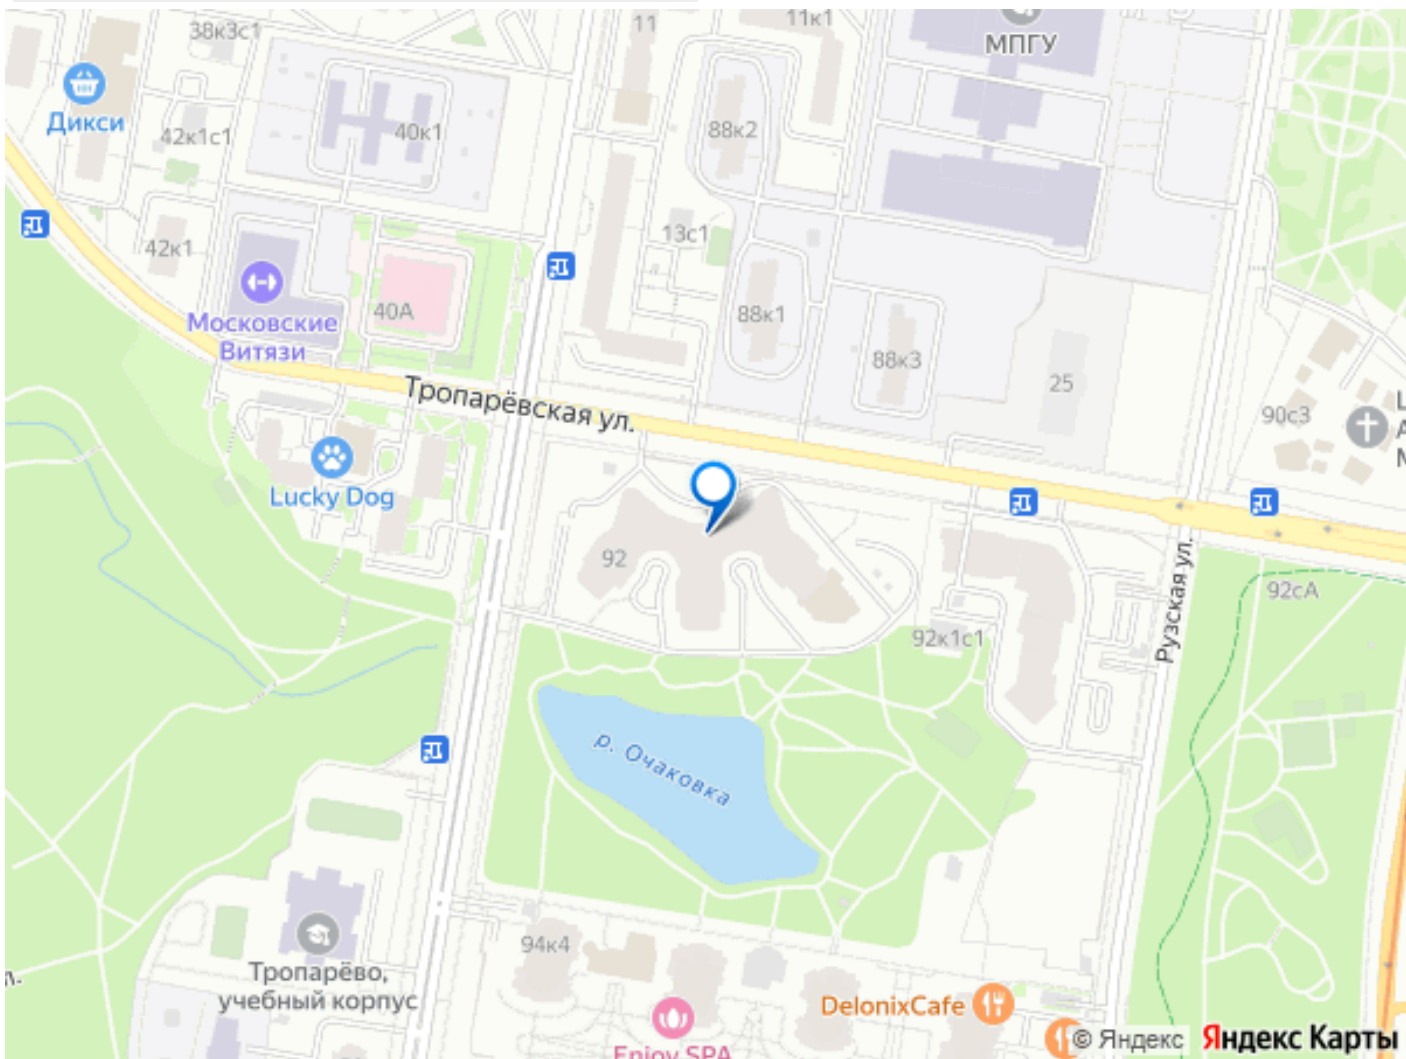 38к3с1
11
11к1
МПГУ
Дикси
42к1с1
40к1
88к2
42к1
13с1
Московские
Витязи
40А
88к1
88к3
25
90с3
Тропарёвская ул.
Lucky Dog
92
92к1с1
Рузская ул.
92сА
р. Очаковка
94к4
Тропарёво,
учебный корпус
DelonixCafe
Enjoy SPA
© Яндекс
Яндекс Карты